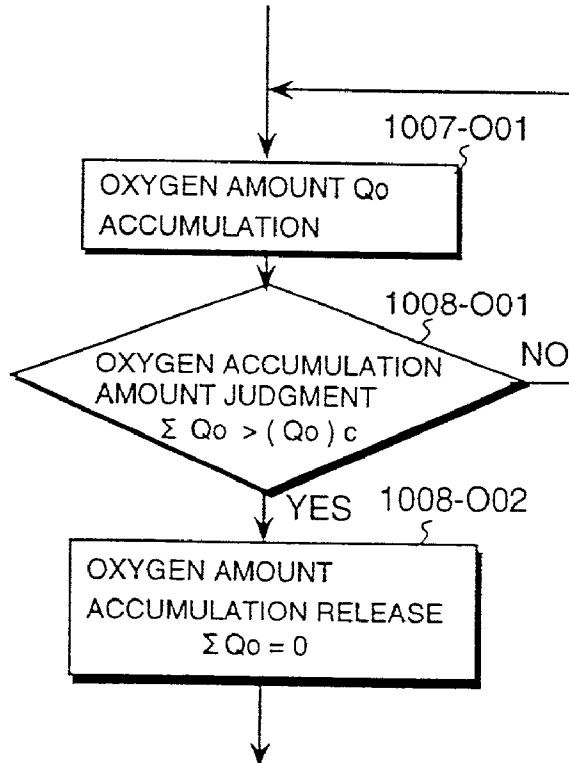 1007-O01
OXYGEN AMOUNT Qo
ACCUMULATION
1008-O01
OXYGEN ACCUMULATION
AMOUNT JUDGMENT
Σ Qo > ( Qo ) c
NO
YES
1008-O02
OXYGEN AMOUNT
ACCUMULATION RELEASE
Σ Qo = 0